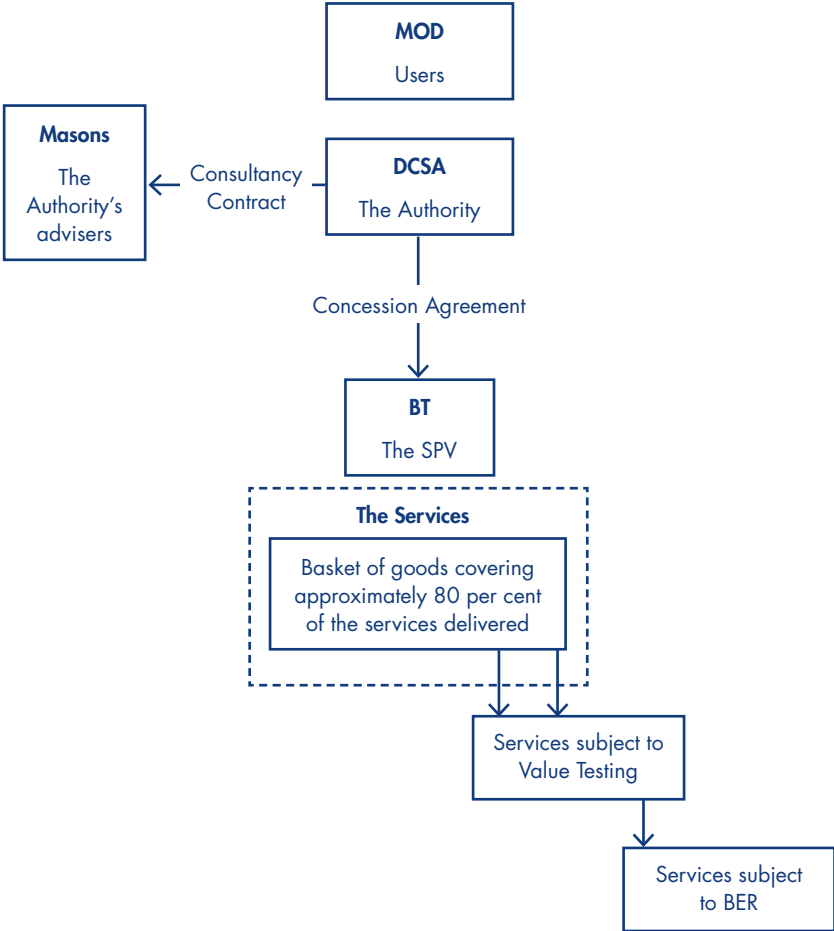 MOD
Users
Masons
The
Authority's
advisers
Consultancy
Contract
DCSA
The Authority
Concession Agreement
BT
The SPV
The Services
Basket of goods covering
approximately 80 per cent
of the services delivered
Services subject to
Value Testing
Services subject
to BER